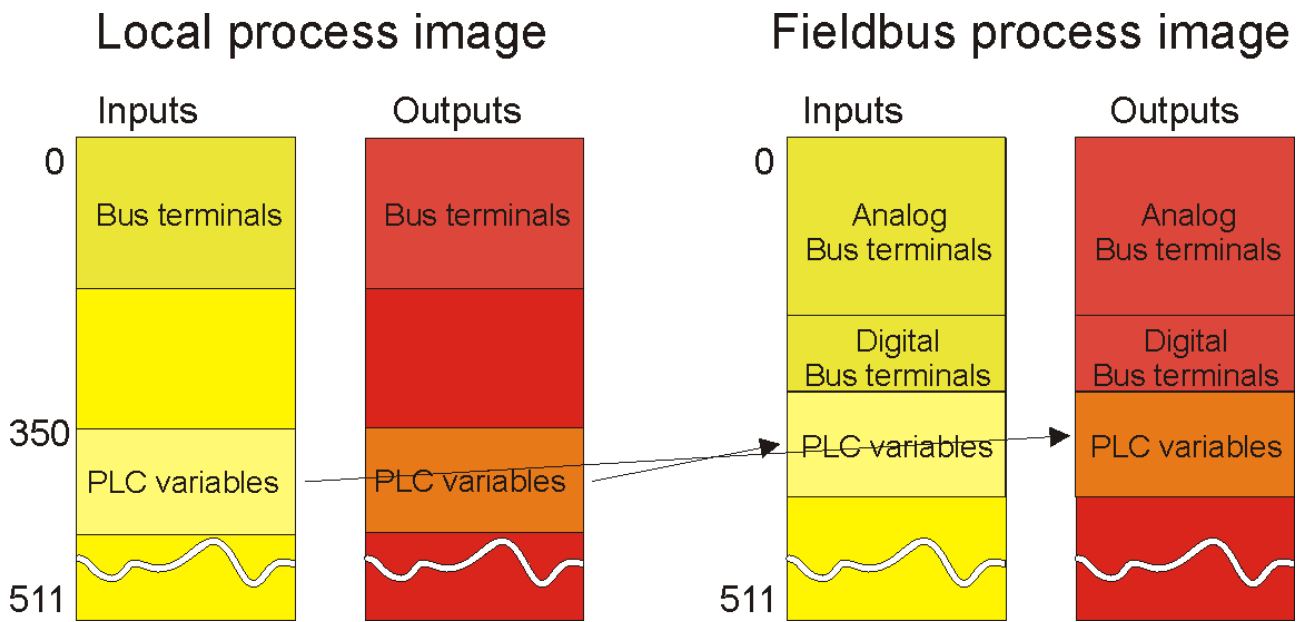 Local process image
Fieldbus process image
Inputs
Outputs
Inputs
Outputs
0
Bus terminals
Bus terminals
0
Analog
Bus terminals
Analog
Bus terminals
Digital
Bus terminals
Digital
Bus terminals
350
PLC variables
PLC variables
PLC variables
PLC variables
511
511